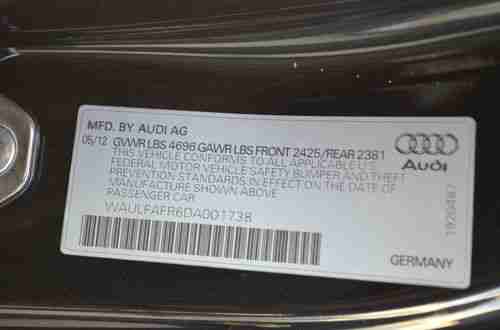 MFD. BY AUDI AG
05/12 GVWR LBS 4696 GAWR LBS FRONT 2425/REAR 2381
THIS VEHICLE CONFORMS TO ALL APPLICABLE
FEDERAL MOTOR VEHICLE SAFETY BUMPER AND THEFT
PREVENTION STANDARDS IN EFFECT ON THE DATE OF
MANUFACTURE SHOWN ABOVE.
PASSENGER CAR
WAULFAFR6DA001738
Audi
1920487
GERMANY